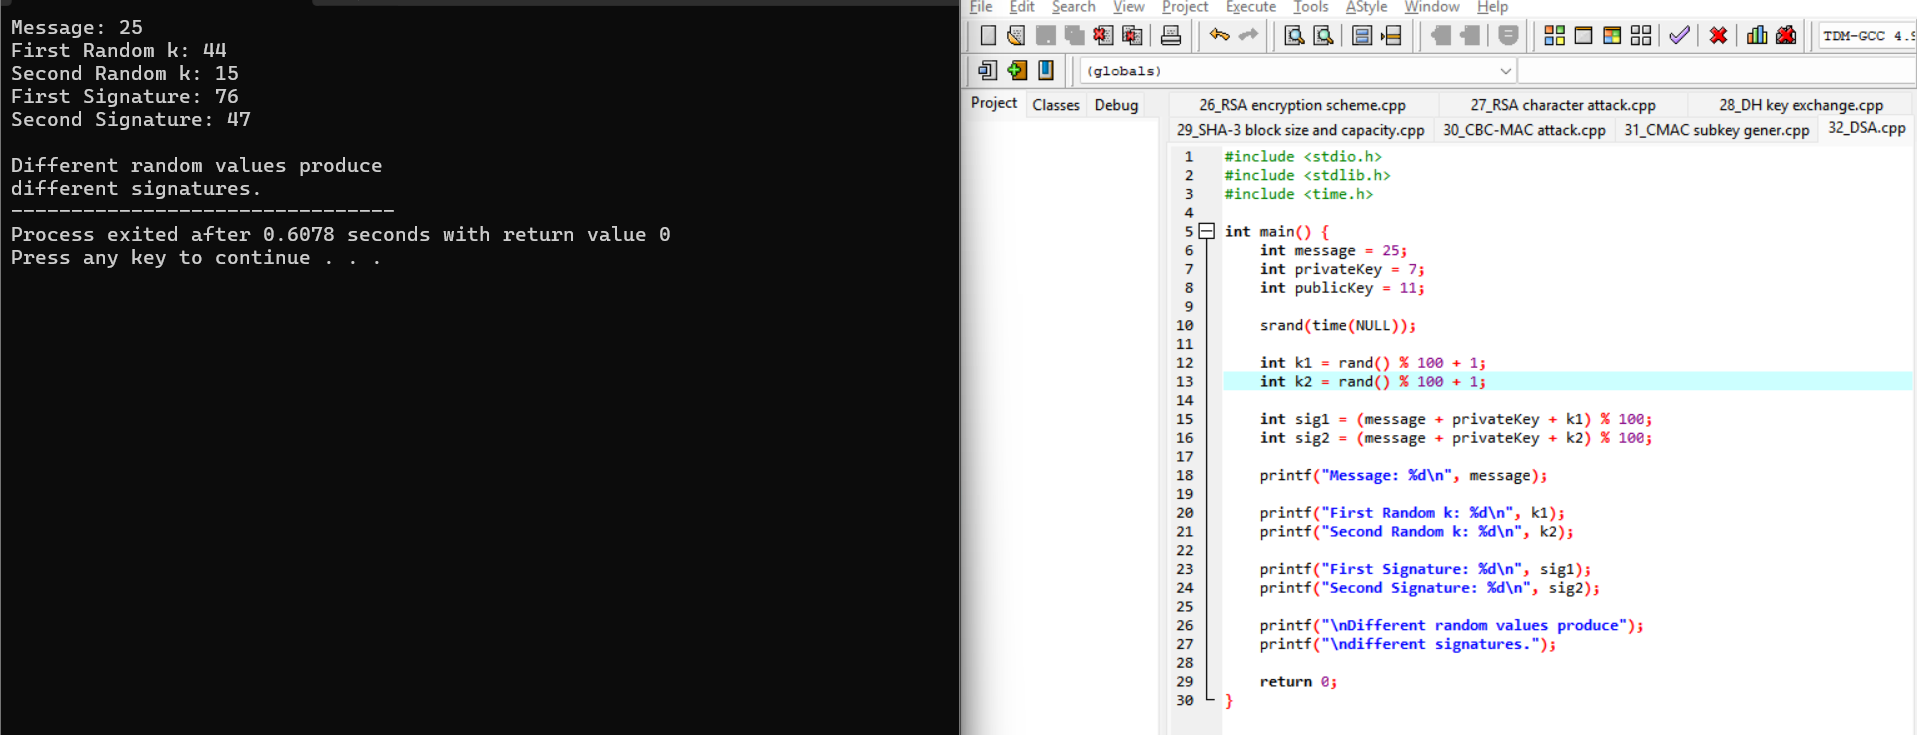 Message: 25
First Random k: 44
Second Random k: 15
First Signature: 76
Second Signature: 47
Different random values produce
different signatures.
--------------------------------
Process exited after 0.6078 seconds with return value 0
Press any key to continue . . .
File Edit Search View Project Execute Tools AStyle Window Help
TDM-GCC 4.9
(globals)
Project Classes Debug
26_RSA encryption scheme.cpp 27_RSA character attack.cpp 28_DH key exchange.cpp
29_SHA-3 block size and capacity.cpp 30_CBC-MAC attack.cpp 31_CMAC subkey gener.cpp 32_DSA.cpp
1 #include <stdio.h>
2 #include <stdlib.h>
3 #include <time.h>
4
5 int main() {
6 int message = 25;
7 int privateKey = 7;
8 int publicKey = 11;
9
10 srand(time(NULL));
11
12 int k1 = rand() % 100 + 1;
13 int k2 = rand() % 100 + 1;
14
15 int sig1 = (message + privateKey + k1) % 100;
16 int sig2 = (message + privateKey + k2) % 100;
17
18 printf("Message: %d\n", message);
19
20 printf("First Random k: %d\n", k1);
21 printf("Second Random k: %d\n", k2);
22
23 printf("First Signature: %d\n", sig1);
24 printf("Second Signature: %d\n", sig2);
25
26 printf("\nDifferent random values produce");
27 printf("\ndifferent signatures.");
28
29 return 0;
30 }